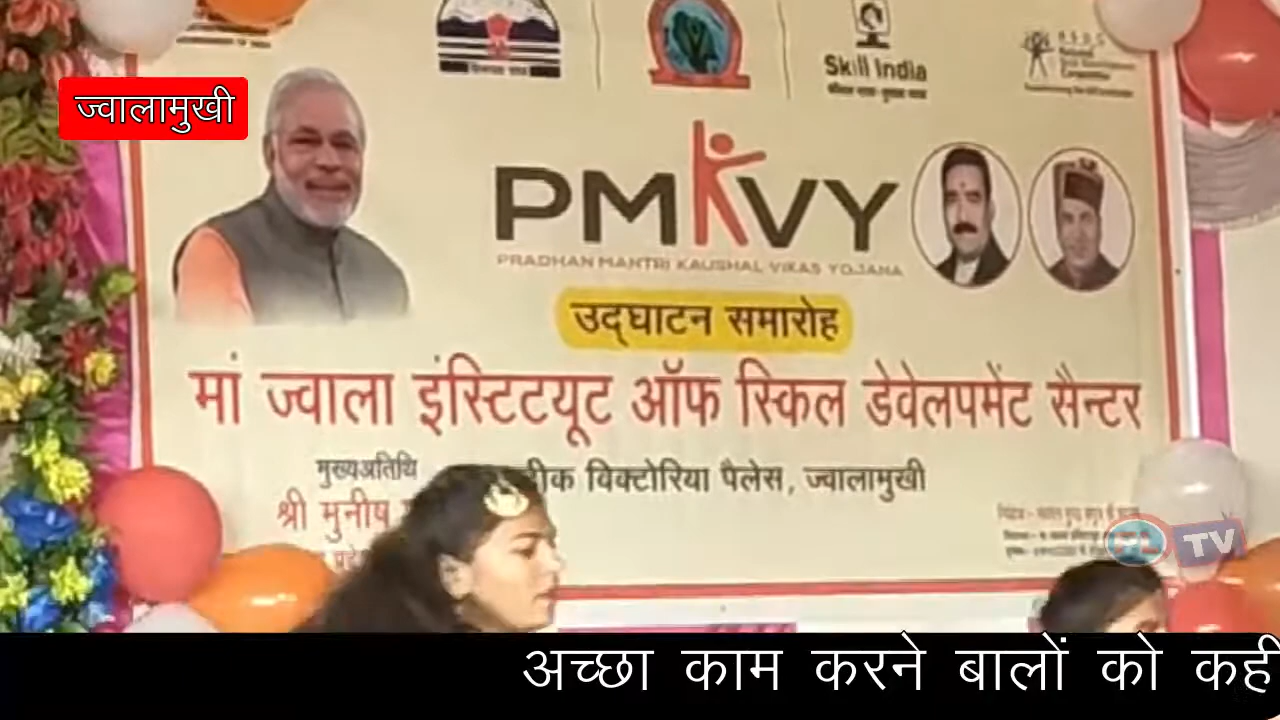 ज्वालामुखी
Skill India
PMKVY
PRADHAN MANTRI KAUSHAL VIKAS YOJANA
उद्घाटन समारोह
मां ज्वाला इंस्टिटयूट ऑफ स्किल डेवेलपमेंट सैन्टर
मुख्यअतिथि
विक्टोरिया पैलेस, ज्वालामुखी
श्री मुनीष
PL TV
अच्छा काम करने बालों को कही